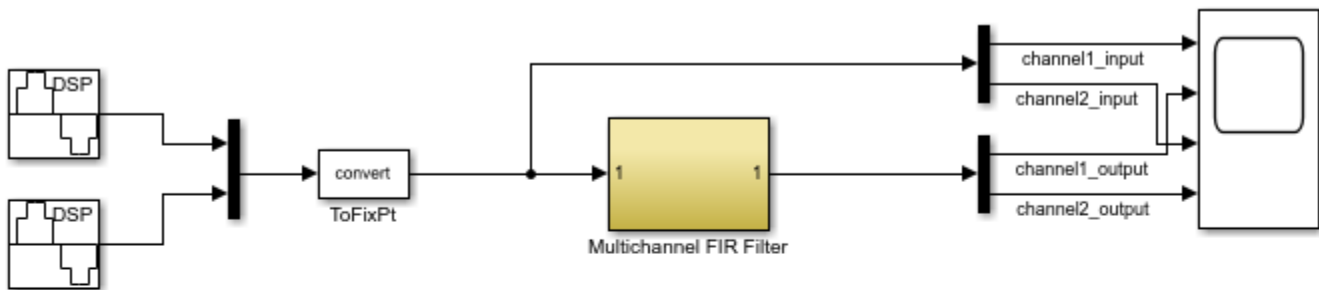 DSP
DSP
convert
ToFixPt
1 1
Multichannel FIR Filter
channel1_input
channel2_input
channel1_output
channel2_output